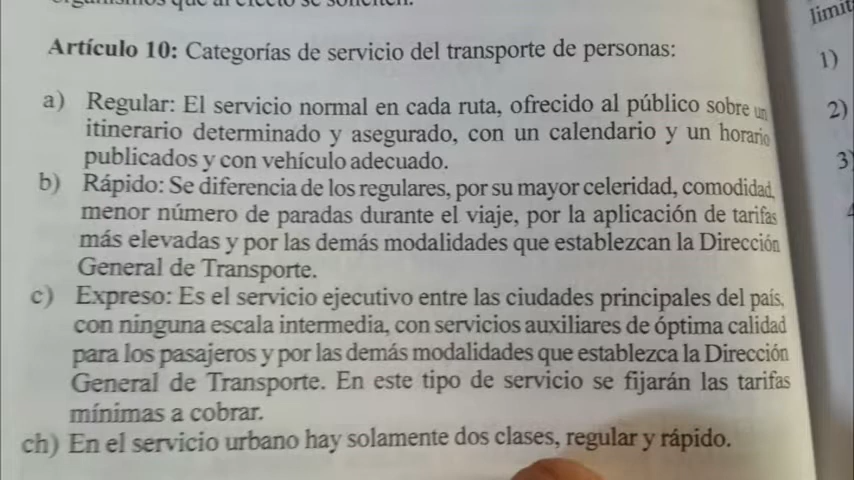 organismos que al efecto se soliciten.
Artículo 10: Categorías de servicio del transporte de personas:
a) Regular: El servicio normal en cada ruta, ofrecido al público sobre un
itinerario determinado y asegurado, con un calendario y un horario
publicados y con vehículo adecuado.
b) Rápido: Se diferencia de los regulares, por su mayor celeridad, comodidad,
menor número de paradas durante el viaje, por la aplicación de tarifas
más elevadas y por las demás modalidades que establezcan la Dirección
General de Transporte.
c) Expreso: Es el servicio ejecutivo entre las ciudades principales del país,
con ninguna escala intermedia, con servicios auxiliares de óptima calidad
para los pasajeros y por las demás modalidades que establezca la Dirección
General de Transporte. En este tipo de servicio se fijarán las tarifas
mínimas a cobrar.
ch) En el servicio urbano hay solamente dos clases, regular y rápido.
limit
1)
2)
3)